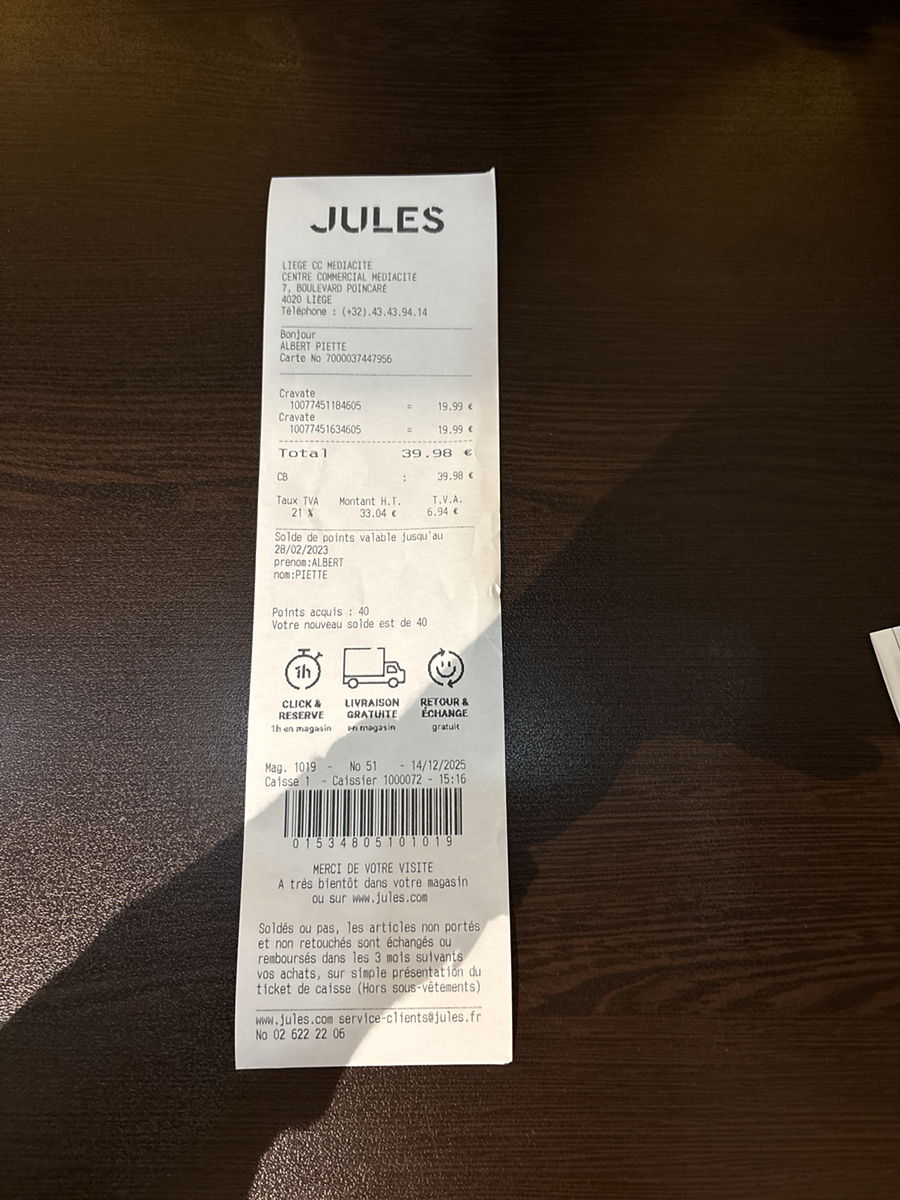 JULES
LIEGE CC MEDIACITE
CENTRE COMMERCIAL MEDIACITÉ
7, BOULEVARD POINCARÉ
4020 LIÈGE
Téléphone : (+32).43.43.94.14
Bonjour
ALBERT PIETTE
Carte No 7000037447956
Cravate
10077451184605 = 19.99 €
Cravate
10077451634605 = 19.99 €
Total 39.98 €
CB : 39.98 €
Taux TVA Montant H.T. T.V.A.
21 % 33.04 € 6.94 €
Solde de points valable jusqu'au
28/02/2023
prenom:ALBERT
nom:PIETTE
Points acquis : 40
Votre nouveau solde est de 40
1h
CLICK & RESERVE 1h en magasin
LIVRAISON GRATUITE en magasin
RETOUR & ÉCHANGE gratuit
Mag. 1019 - No 51 - 14/12/2025
Caisse 1 - Caissier 1000072 - 15:16
01534805101019
MERCI DE VOTRE VISITE
A très bientôt dans votre magasin
ou sur www.jules.com
Soldés ou pas, les articles non portés
et non retouchés sont échangés ou
remboursés dans les 3 mois suivants
vos achats, sur simple présentation du
ticket de caisse (Hors sous-vêtements)
www.jules.com service-clients@jules.fr
No 02 622 22 06